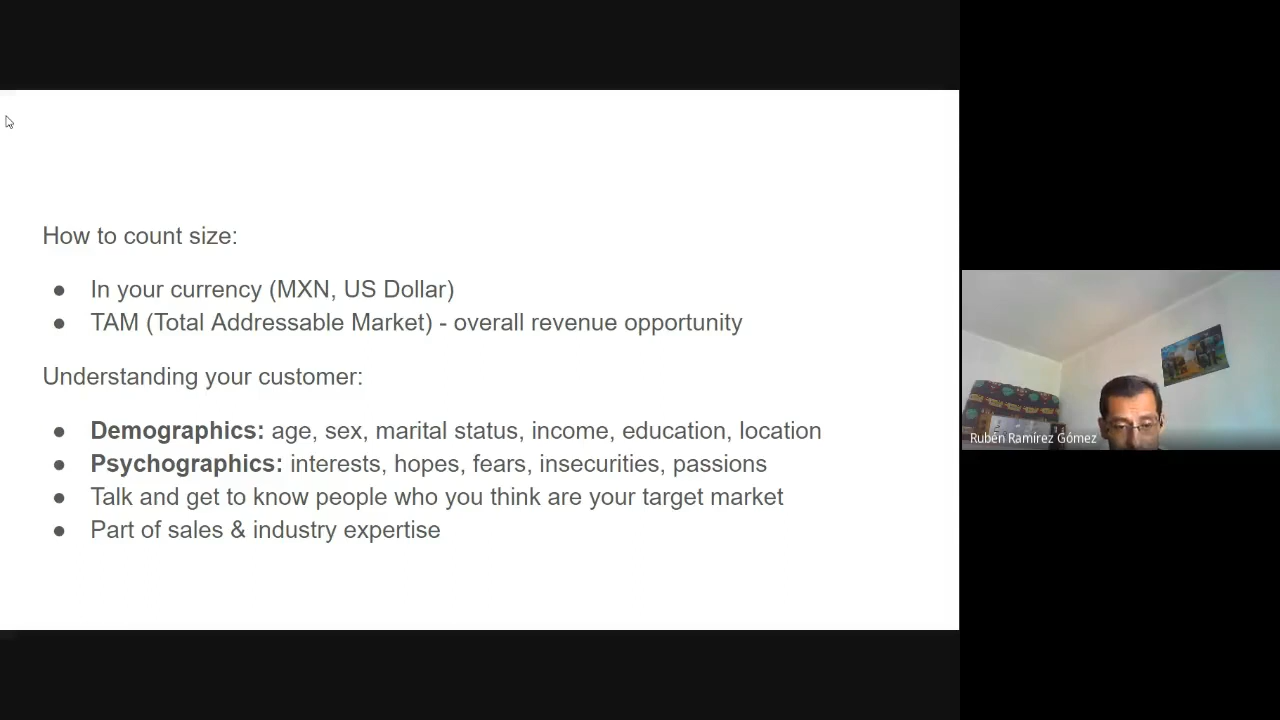 How to count size:
● In your currency (MXN, US Dollar)
● TAM (Total Addressable Market) - overall revenue opportunity
Understanding your customer:
● Demographics: age, sex, marital status, income, education, location
● Psychographics: interests, hopes, fears, insecurities, passions
● Talk and get to know people who you think are your target market
● Part of sales & industry expertise
Rubén Ramírez Gómez